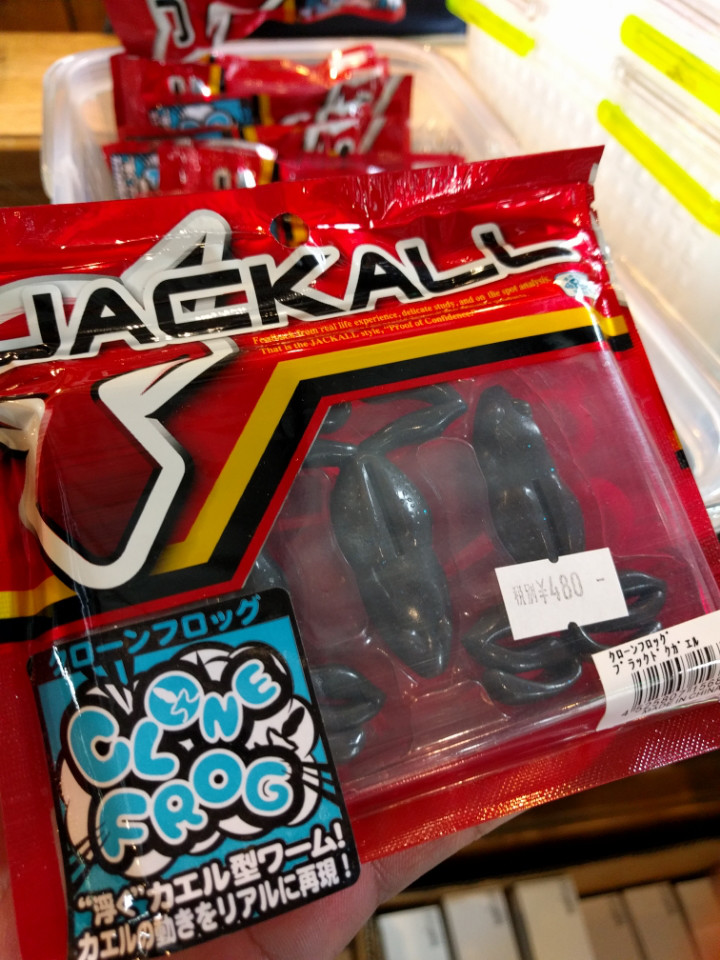 JACKALL
Feedback from real life experience, delicate study, and on the spot analysis.
That is the JACKALL style, "Proof of Confidence"
クローンフロッグ
CLONE
FROG
"浮く"カエル型ワーム!
カエルの動きをリアルに再現!
税別¥480-
クローンフロッグ
ブラックドクガエル